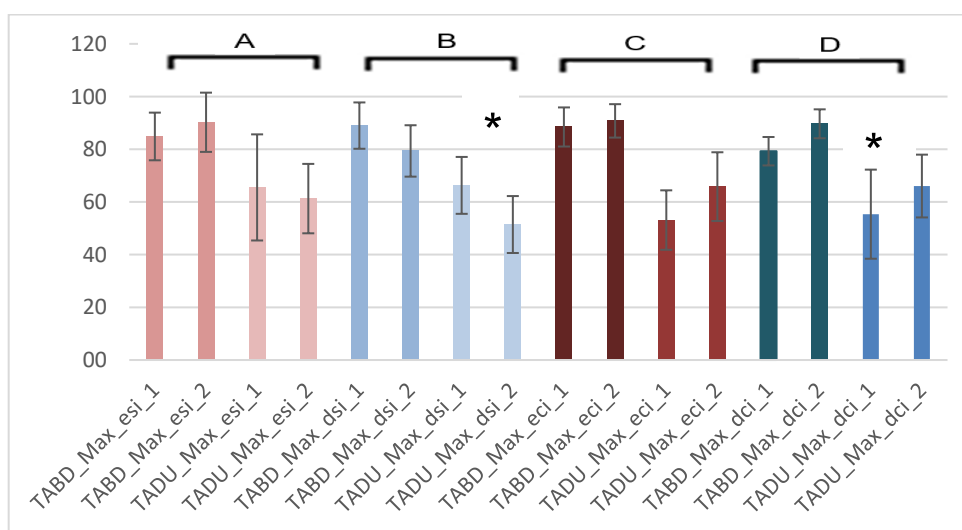 A B C D
120
100
80
60
40
20
00
* *
TABD_Max_esi_1
TABD_Max_esi_2
TADU_Max_esi_1
TADU_Max_esi_2
TABD_Max_dsi_1
TABD_Max_dsi_2
TADU_Max_dsi_1
TADU_Max_dsi_2
TABD_Max_eci_1
TABD_Max_eci_2
TADU_Max_eci_1
TADU_Max_eci_2
TABD_Max_dci_1
TABD_Max_dci_2
TADU_Max_dci_1
TADU_Max_dci_2